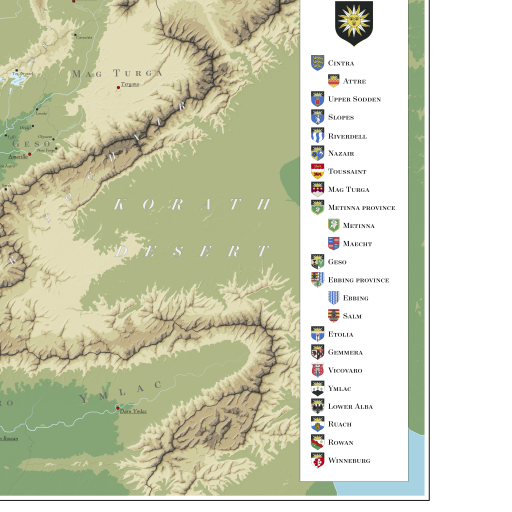 MAG TURGA
Turgana
GESO
KORATH
DESERT
YMLAC
CINTRA
ATTRE
UPPER SODDEN
SLOPES
RIVERDELL
NAZAIR
TOUSSAINT
MAG TURGA
METINNA PROVINCE
METINNA
MAECHT
GESO
EBBING PROVINCE
EBBING
SALM
ETOLIA
GEMMERA
VICOVARO
YMLAC
LOWER ALBA
RUACH
ROWAN
WINNEBURG